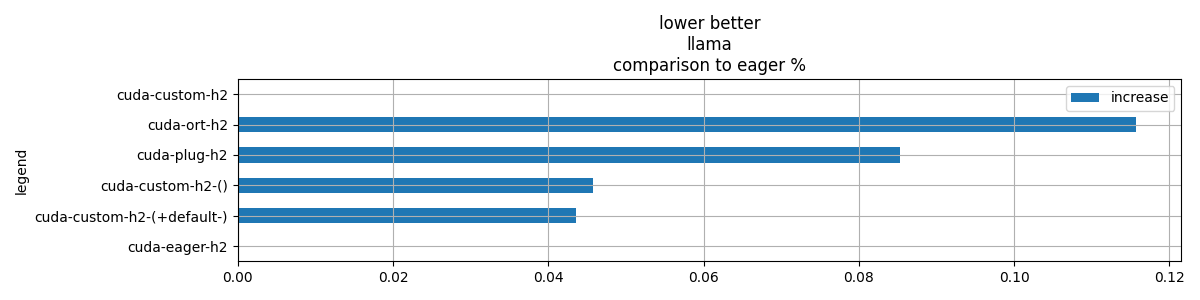 lower better
llama
comparison to eager %
increase
legend
cuda-custom-h2
cuda-ort-h2
cuda-plug-h2
cuda-custom-h2-()
cuda-custom-h2-(+default-)
cuda-eager-h2
0.00 0.02 0.04 0.06 0.08 0.10 0.12